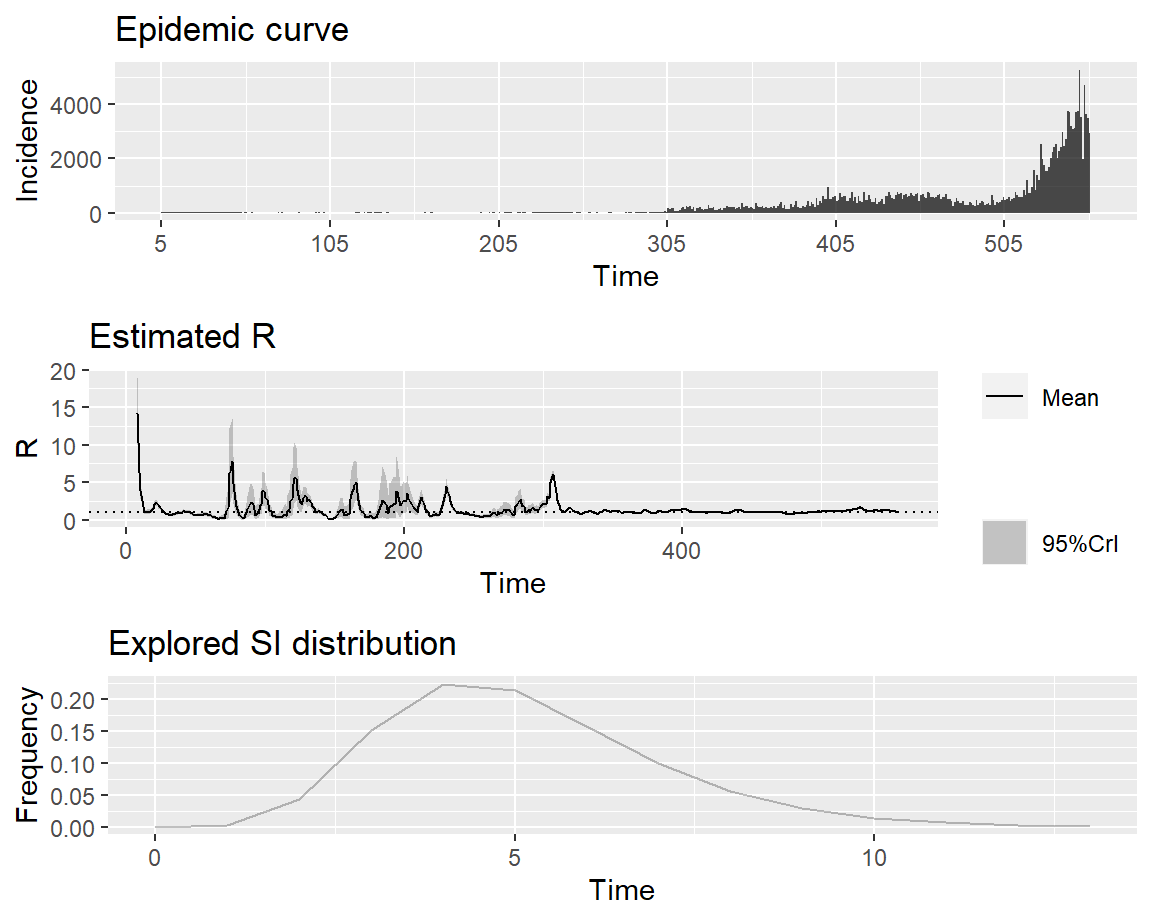 Epidemic curve
Incidence
4000
2000
0
5 105 205 305 405 505
Time
Estimated R
R
20
15
10
5
0
0 200 400
Time
Mean
95%CrI
Explored SI distribution
Frequency
0.20
0.15
0.10
0.05
0.00
0 5 10
Time